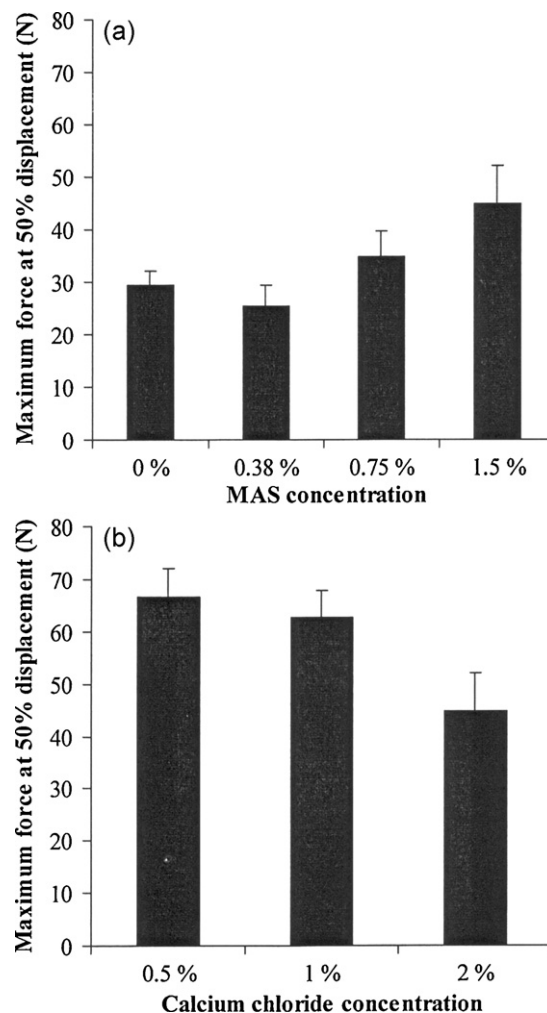 (a)
Maximum force at 50% displacement (N)
80
70
60
50
40
30
20
10
0
0 % 0.38 % 0.75 % 1.5 %
MAS concentration
(b)
Maximum force at 50% displacement (N)
80
70
60
50
40
30
20
10
0
0.5 % 1 % 2 %
Calcium chloride concentration